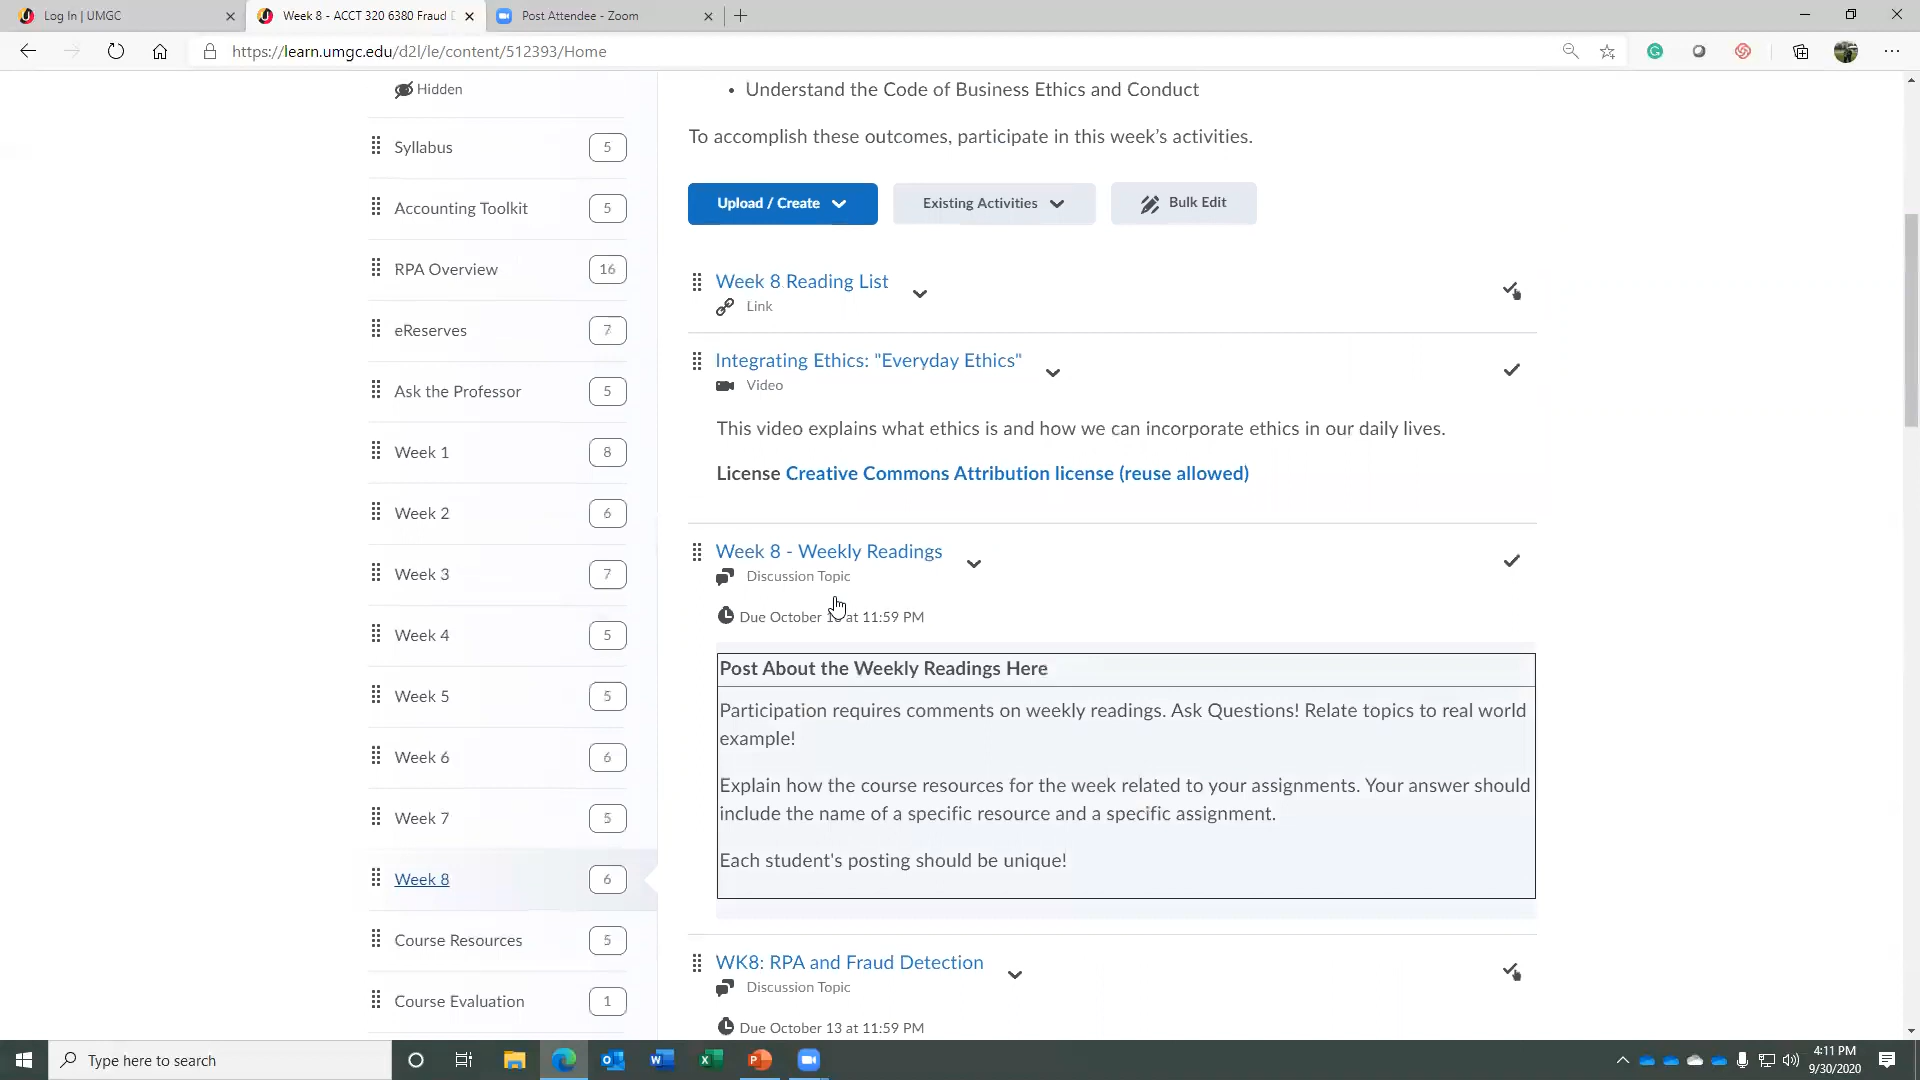 Log In | UMGC
Week 8 - ACCT 320 6380 Fraud D
Post Attendee - Zoom
https://learn.umgc.edu/d2l/le/content/512393/Home
Hidden
Syllabus 5
Accounting Toolkit 5
RPA Overview 16
eReserves 7
Ask the Professor 5
Week 1 8
Week 2 6
Week 3 7
Week 4 5
Week 5 5
Week 6 6
Week 7 5
Week 8 6
Course Resources 5
Course Evaluation 1
• Understand the Code of Business Ethics and Conduct
To accomplish these outcomes, participate in this week’s activities.
Upload / Create
Existing Activities
Bulk Edit
Week 8 Reading List
Link
Integrating Ethics: "Everyday Ethics"
Video
This video explains what ethics is and how we can incorporate ethics in our daily lives.
License Creative Commons Attribution license (reuse allowed)
Week 8 - Weekly Readings
Discussion Topic
Due October at 11:59 PM
Post About the Weekly Readings Here
Participation requires comments on weekly readings. Ask Questions! Relate topics to real world
example!
Explain how the course resources for the week related to your assignments. Your answer should
include the name of a specific resource and a specific assignment.
Each student's posting should be unique!
WK8: RPA and Fraud Detection
Discussion Topic
Due October 13 at 11:59 PM
Type here to search
4:11 PM
9/30/2020